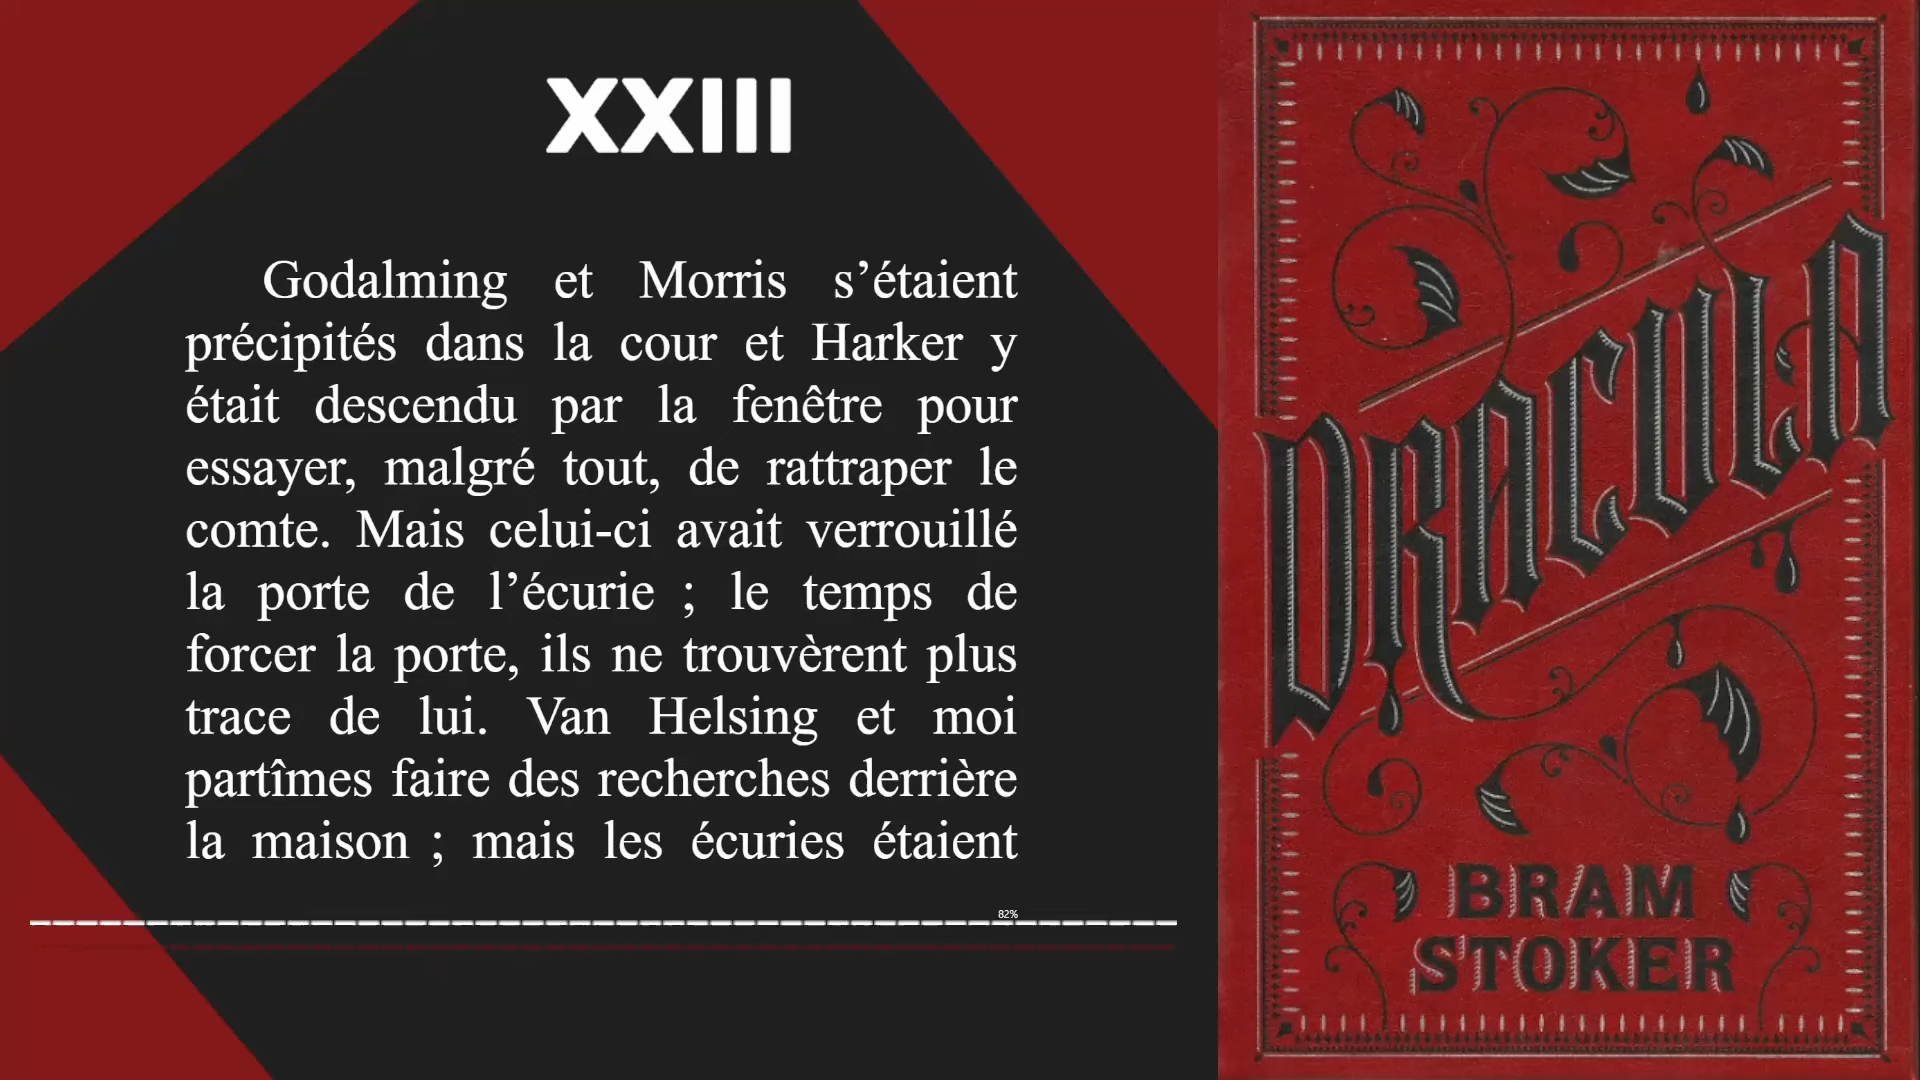 XXIII
Godalming et Morris s’étaient
précipités dans la cour et Harker y
était descendu par la fenêtre pour
essayer, malgré tout, de rattraper le
comte. Mais celui-ci avait verrouillé
la porte de l’écurie ; le temps de
forcer la porte, ils ne trouvèrent plus
trace de lui. Van Helsing et moi
partîmes faire des recherches derrière
la maison ; mais les écuries étaient
82%
DRACULA
BRAM
STOKER